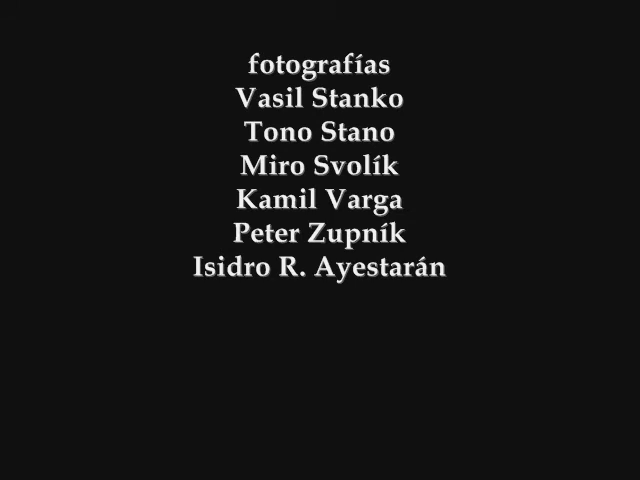 fotografías
Vasil Stanko
Tono Stano
Miro Svolík
Kamil Varga
Peter Zupník
Isidro R. Ayestarán